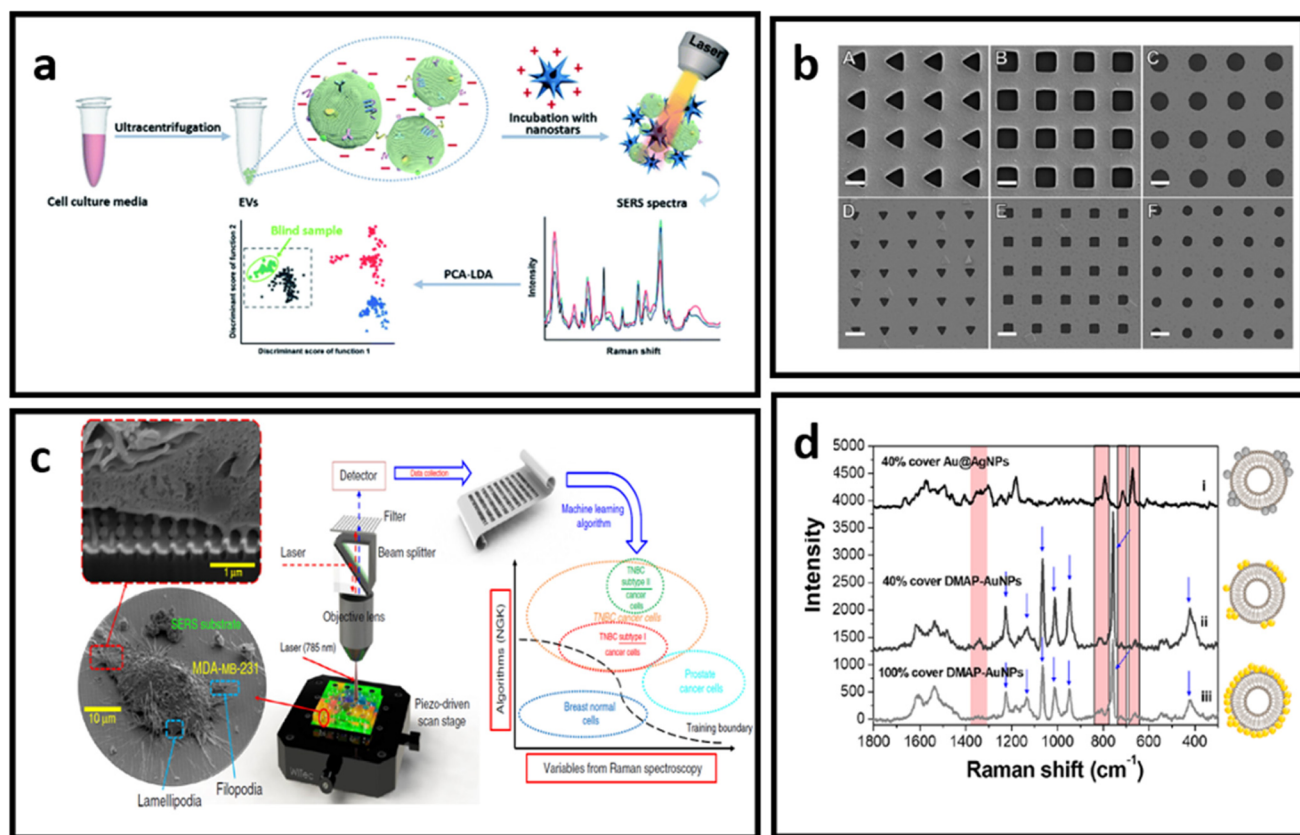 a
Ultracentrifugation
Incubation with
nanostars
Laser
Cell culture media
EVs
SERS spectra
Blind sample
Discriminant score of function 2
Discriminant score of function 1
PCA-LDA
Intensity
Raman shift
b
A
B
C
D
E
F
c
1 μm
SERS substrate
MDA-MB-231
10 μm
Lamellipodia
Filopodia
Detector
Data collection
Filter
Laser
Beam splitter
Objective lens
Laser (785 nm)
Piezo-driven
scan stage
WITec
Machine learning
algorithm
Algorithms (NGK)
TNBC
subtype II
cancer
cells
TNBC cancer cells
TNBC subtype I
cancer cells
Prostate
cancer cells
Breast normal
cells
Training boundary
Variables from Raman spectroscopy
d
5000
4500
4000
3500
3000
2500
2000
1500
1000
500
0
Intensity
40% cover Au@AgNPs
i
40% cover DMAP-AuNPs
ii
100% cover DMAP-AuNPs
iii
1800 1600 1400 1200 1000 800 600 400
Raman shift (cm⁻¹)